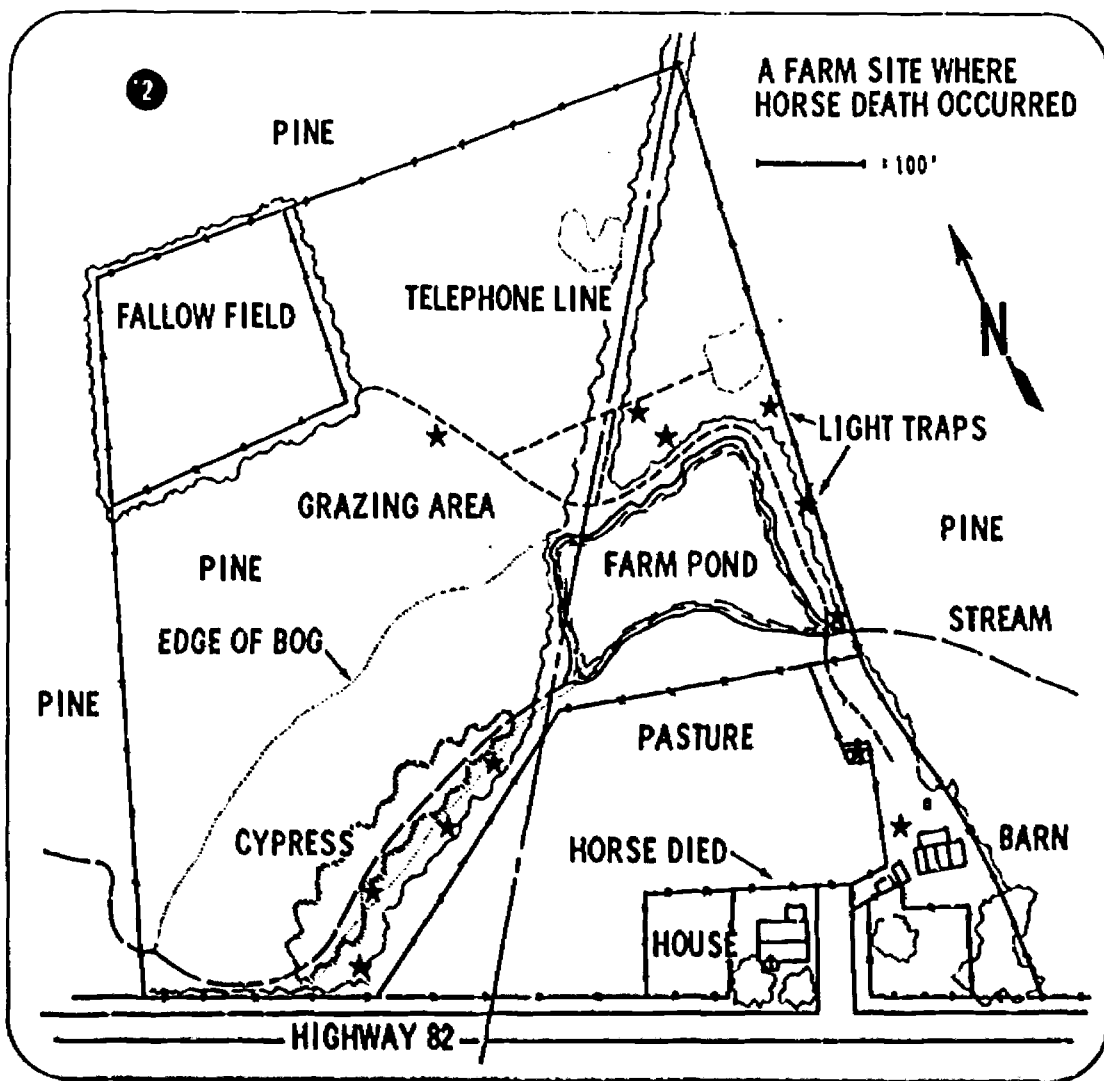 2
A FARM SITE WHERE
HORSE DEATH OCCURRED
: 100'
PINE
N
FALLOW FIELD
TELEPHONE LINE
LIGHT TRAPS
GRAZING AREA
PINE
FARM POND
PINE
EDGE OF BOG
STREAM
PINE
PASTURE
CYPRESS
HORSE DIED
BARN
HOUSE
HIGHWAY 82